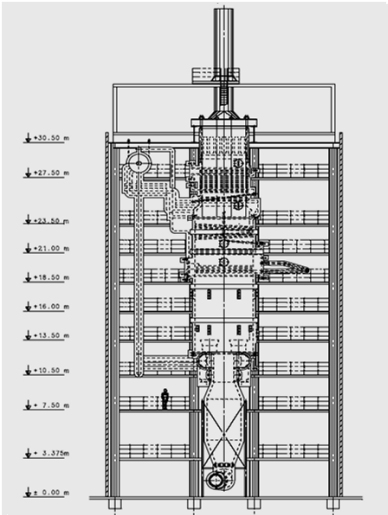 +30.50 m
+27.50 m
+23.50 m
+21.00 m
+18.50 m
+16.00 m
+13.50 m
+10.50 m
+ 7.50 m
+ 3.375m
± 0.00 m